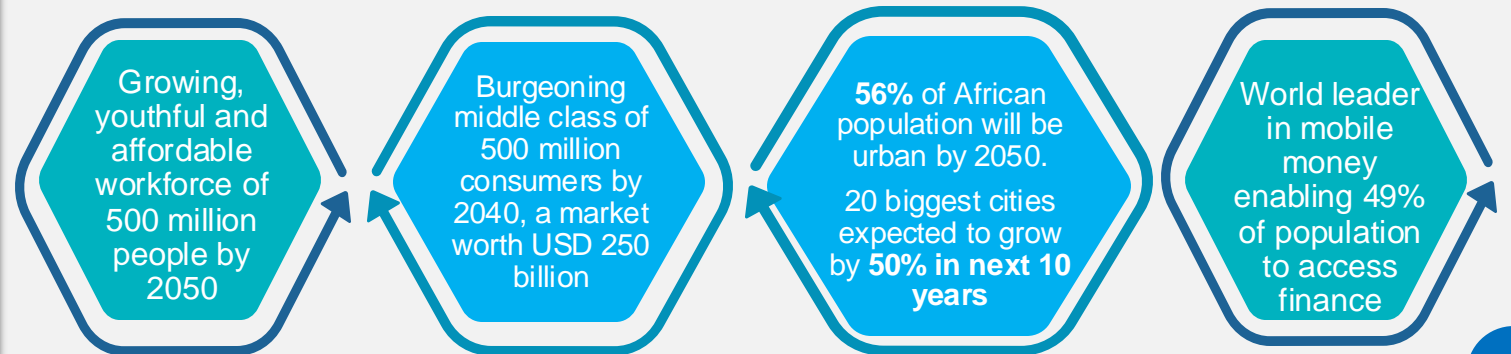 Growing,
youthful and
affordable
workforce of
500 million
people by
2050
Burgeoning
middle class of
500 million
consumers by
2040, a market
worth USD 250
billion
56% of African
population will be
urban by 2050.
20 biggest cities
expected to grow
by 50% in next 10
years
World leader
in mobile
money
enabling 49%
of population
to access
finance